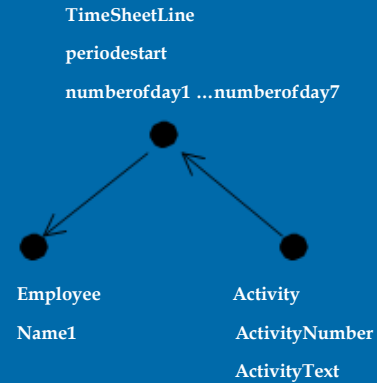 TimeSheetLine
periodestart
numberofday1 …numberofday7
Employee
Name1
Activity
ActivityNumber
ActivityText